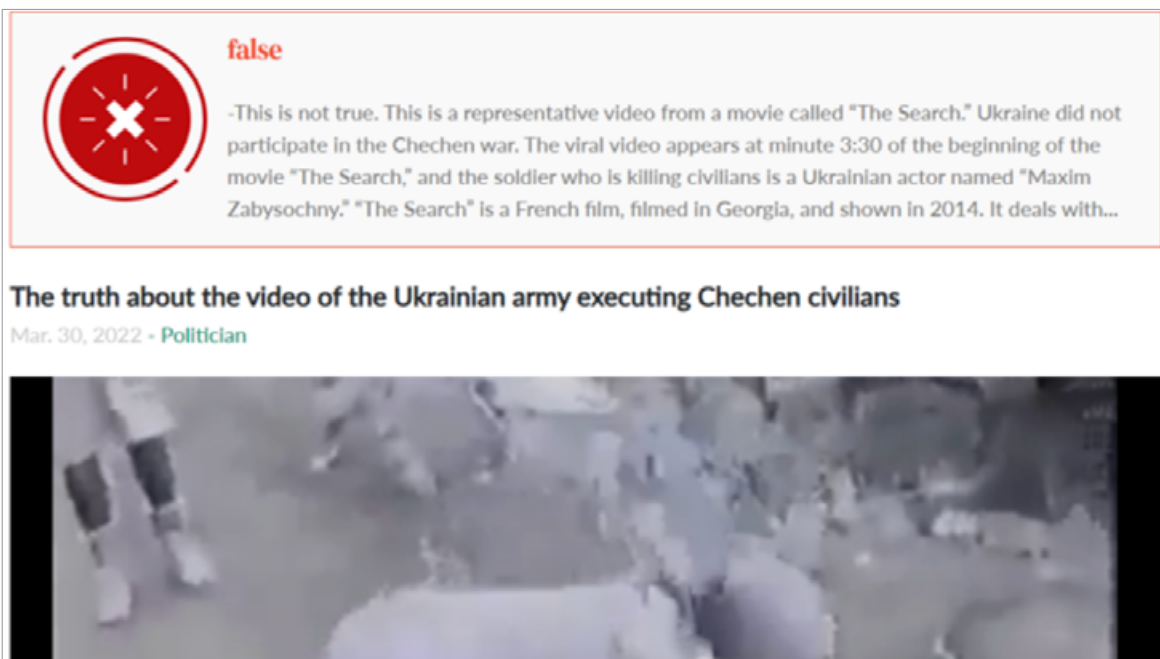 false
-This is not true. This is a representative video from a movie called “The Search.” Ukraine did not
participate in the Chechen war. The viral video appears at minute 3:30 of the beginning of the
movie “The Search,” and the soldier who is killing civilians is a Ukrainian actor named “Maxim
Zabysochny.” “The Search” is a French film, filmed in Georgia, and shown in 2014. It deals with...
The truth about the video of the Ukrainian army executing Chechen civilians
Mar. 30, 2022 - Politician